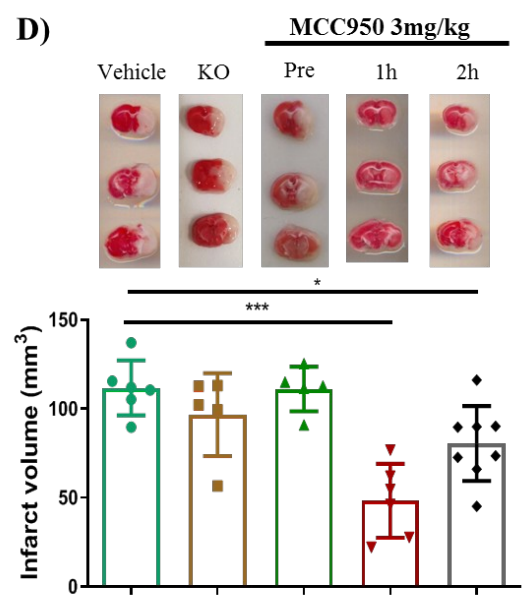 D)
MCC950 3mg/kg
Vehicle KO Pre 1h 2h
*
***
Infarct volume (mm³)
150
100
50
0